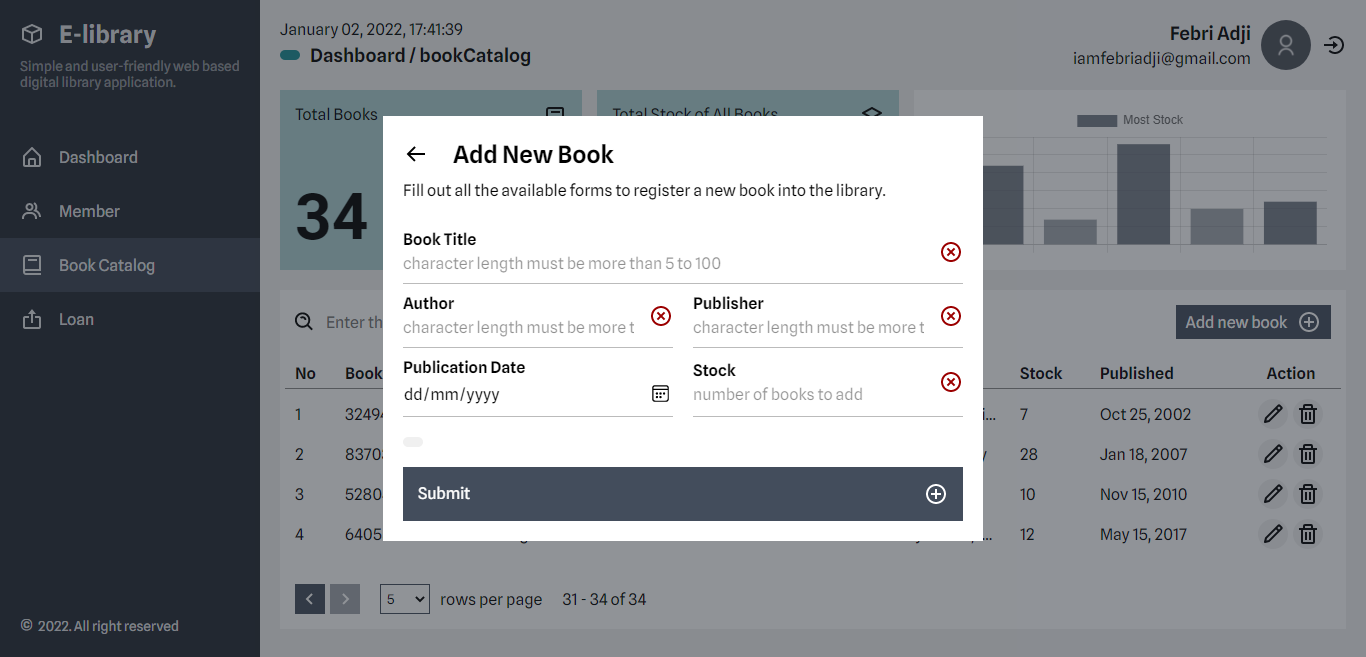 E-library
Simple and user-friendly web based
digital library application.
Dashboard
Member
Book Catalog
Loan
© 2022. All right reserved
January 02, 2022, 17:41:39
Dashboard / bookCatalog
Febri Adji
iamfebriadji@gmail.com
Total Books
34
Total Stock of All Books
Most Stock
Add New Book
Fill out all the available forms to register a new book into the library.
Book Title
character length must be more than 5 to 100
Author
character length must be more t
Publisher
character length must be more t
Publication Date
dd/mm/yyyy
Stock
number of books to add
Submit
Enter th
Add new book
No Book Stock Published Action
1 3249 7 Oct 25, 2002
2 8370 28 Jan 18, 2007
3 5280 10 Nov 15, 2010
4 6405 12 May 15, 2017
5 rows per page 31 - 34 of 34